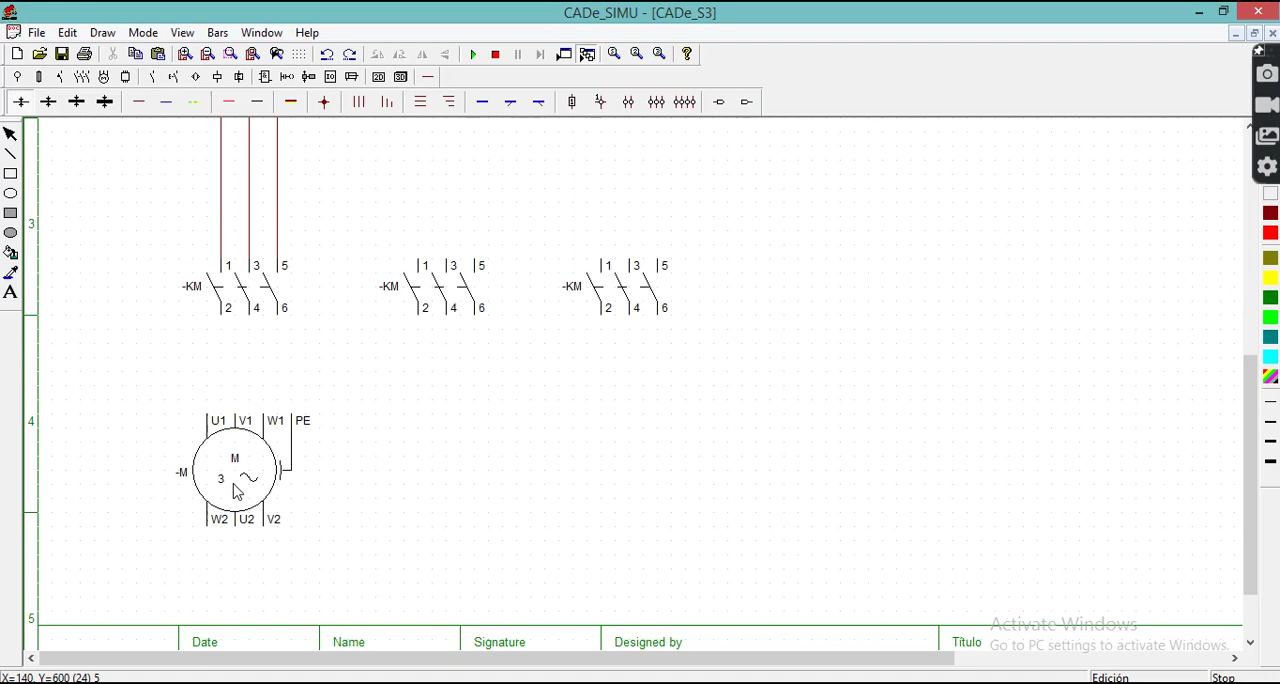 CADe_SIMU - [CADe_S3]
File Edit Draw Mode View Bars Window Help
3
-KM 1 3 5
2 4 6
-KM 1 3 5
2 4 6
-KM 1 3 5
2 4 6
4
U1 V1 W1 PE
M
-M 3
W2 U2 V2
5
Activate Windows
Go to PC settings to activate Windows.
Date Name Signature Designed by Título
X=140, Y=600 (24) 5 Edición Stop